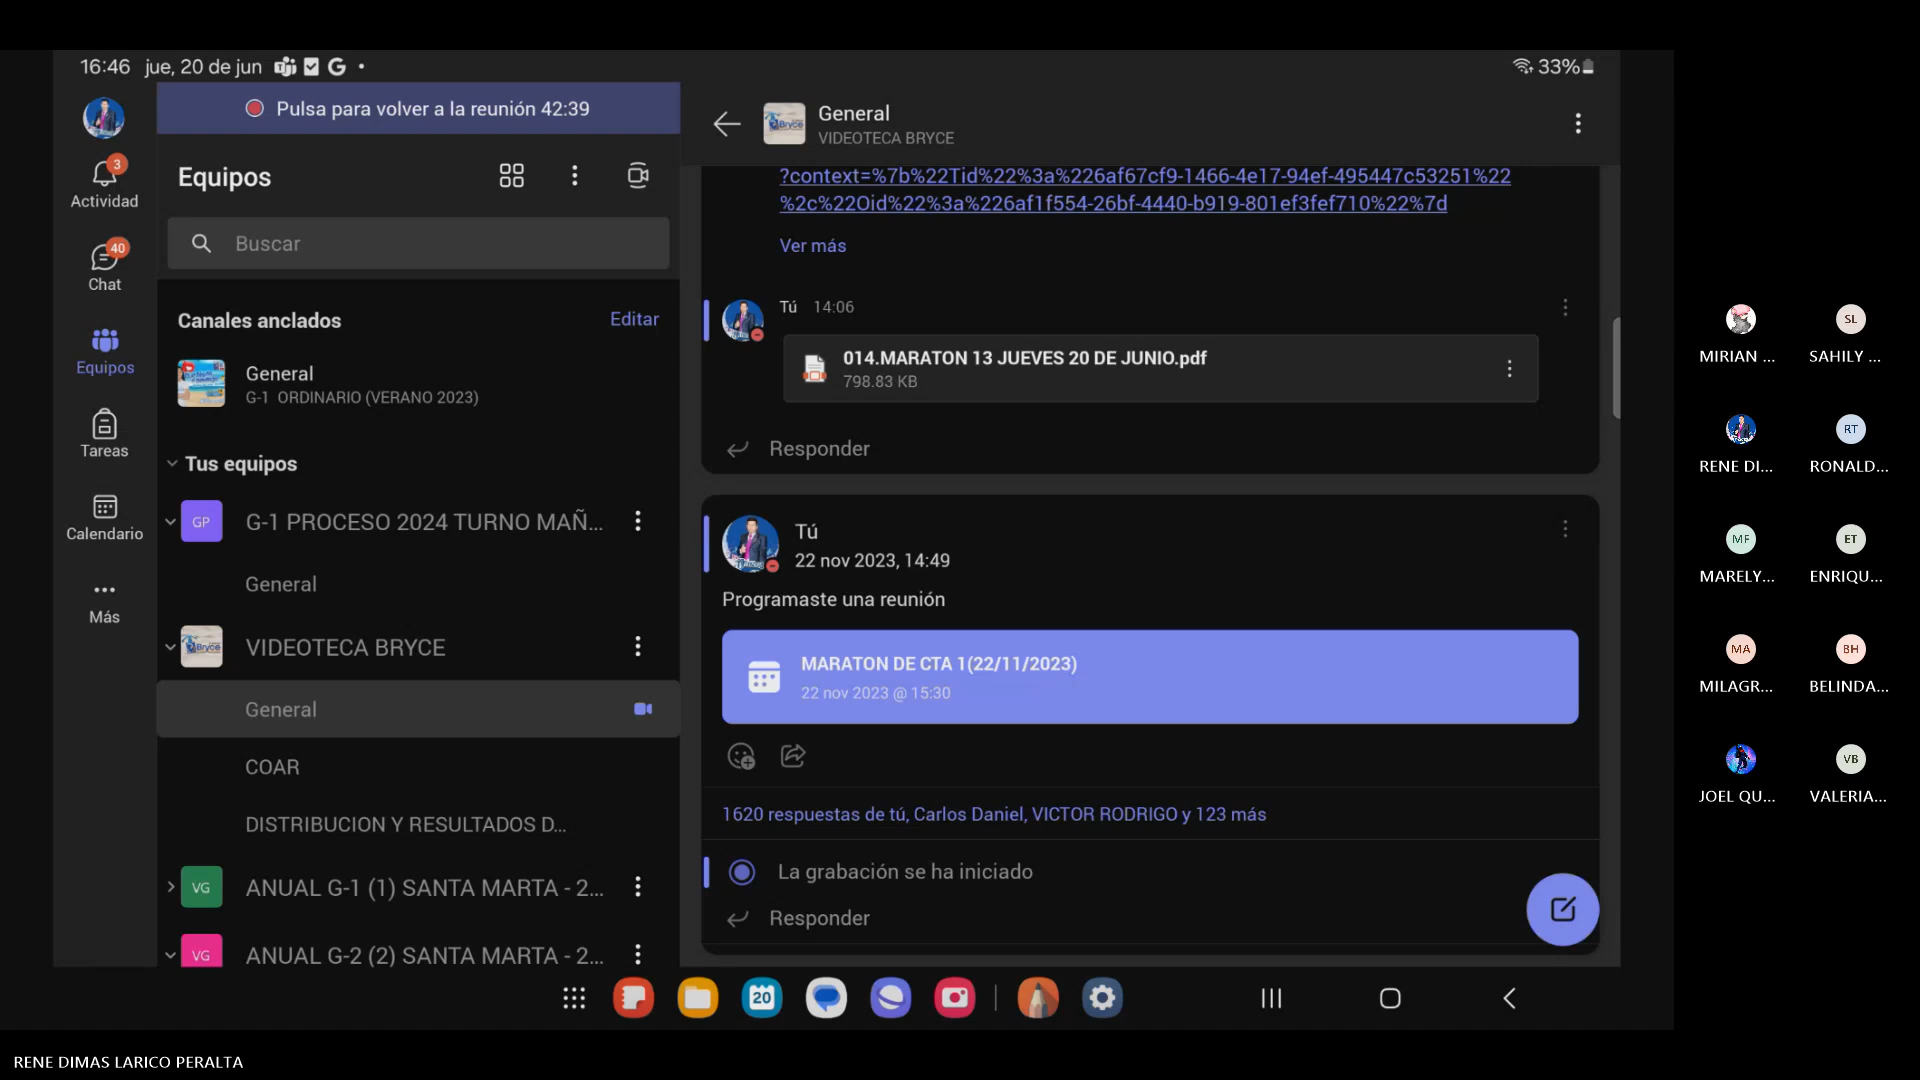 16:46 jue, 20 de jun
33%
Pulsa para volver a la reunión 42:39
3
Actividad
40
Chat
Equipos
Tareas
Calendario
Más
Equipos
Buscar
Canales anclados
Editar
General
G-1 ORDINARIO (VERANO 2023)
Tus equipos
GP
G-1 PROCESO 2024 TURNO MAÑ...
General
Bryce
VIDEOTECA BRYCE
General
COAR
DISTRIBUCION Y RESULTADOS D...
VG
ANUAL G-1 (1) SANTA MARTA - 2...
VG
ANUAL G-2 (2) SANTA MARTA - 2...
Bryce
General
VIDEOTECA BRYCE
?context=%7b%22Tid%22%3a%226af67cf9-1466-4e17-94ef-495447c53251%22
%2c%22Oid%22%3a%226af1f554-26bf-4440-b919-801ef3fef710%22%7d
Ver más
Tú 14:06
014.MARATON 13 JUEVES 20 DE JUNIO.pdf
798.83 KB
Responder
Tú
22 nov 2023, 14:49
Programaste una reunión
MARATON DE CTA 1(22/11/2023)
22 nov 2023 @ 15:30
1620 respuestas de tú, Carlos Daniel, VICTOR RODRIGO y 123 más
La grabación se ha iniciado
Responder
20
MIRIAN ...
SL
SAHILY ...
RENE DI...
RT
RONALD...
MF
MARELY...
ET
ENRIQU...
MA
MILAGR...
BH
BELINDA...
JOEL QU...
VB
VALERIA...
RENE DIMAS LARICO PERALTA